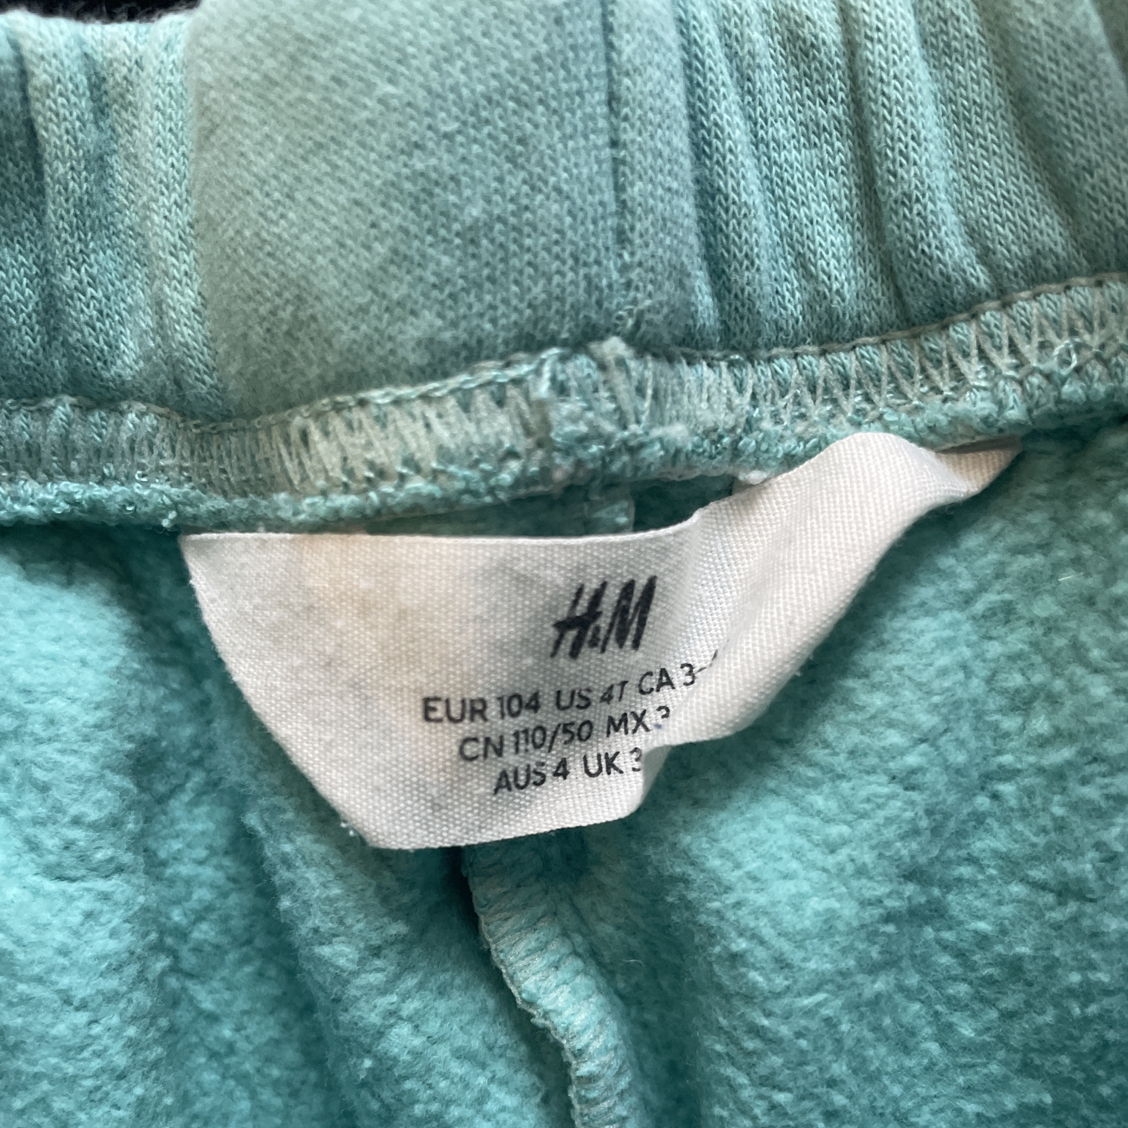 H&M
EUR 104 US 4T CA 3-
CN 110/50 MX
AUS 4 UK